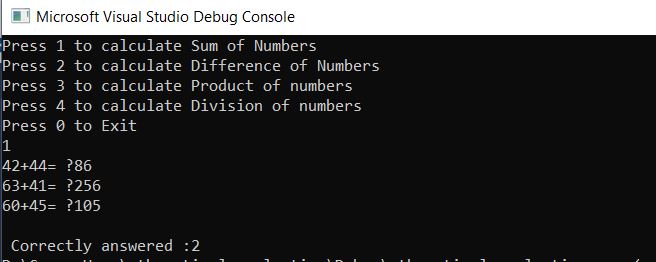 Microsoft Visual Studio Debug Console
Press 1 to calculate Sum of Numbers
Press 2 to calculate Difference of Numbers
Press 3 to calculate Product of numbers
Press 4 to calculate Division of numbers
Press 0 to Exit
1
42+44= ?86
63+41= ?256
60+45= ?105
Correctly answered :2